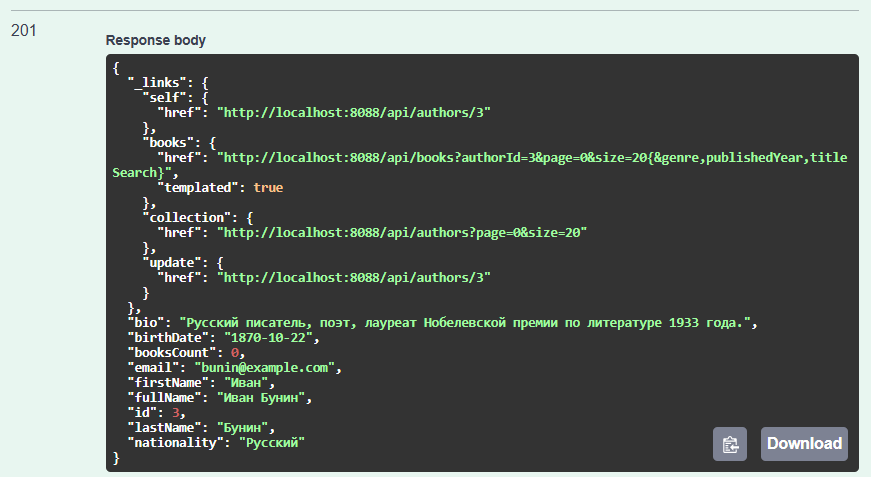 201
Response body
{
  "_links": {
    "self": {
      "href": "http://localhost:8088/api/authors/3"
    },
    "books": {
      "href": "http://localhost:8088/api/books?authorId=3&page=0&size=20{&genre,publishedYear,title
Search}",
      "templated": true
    },
    "collection": {
      "href": "http://localhost:8088/api/authors?page=0&size=20"
    },
    "update": {
      "href": "http://localhost:8088/api/authors/3"
    }
  },
  "bio": "Русский писатель, поэт, лауреат Нобелевской премии по литературе 1933 года.",
  "birthDate": "1870-10-22",
  "booksCount": 0,
  "email": "bunin@example.com",
  "firstName": "Иван",
  "fullName": "Иван Бунин",
  "id": 3,
  "lastName": "Бунин",
  "nationality": "Русский"
}
Download